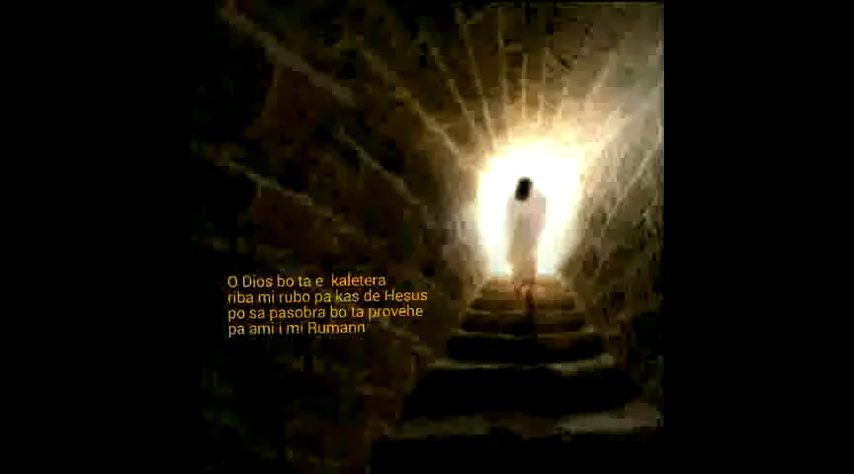 O Dios bo ta e kaletera
riba mi rubo pa kas de Hesus
po sa pasobra bo ta provehe
pa ami i mi Rumann